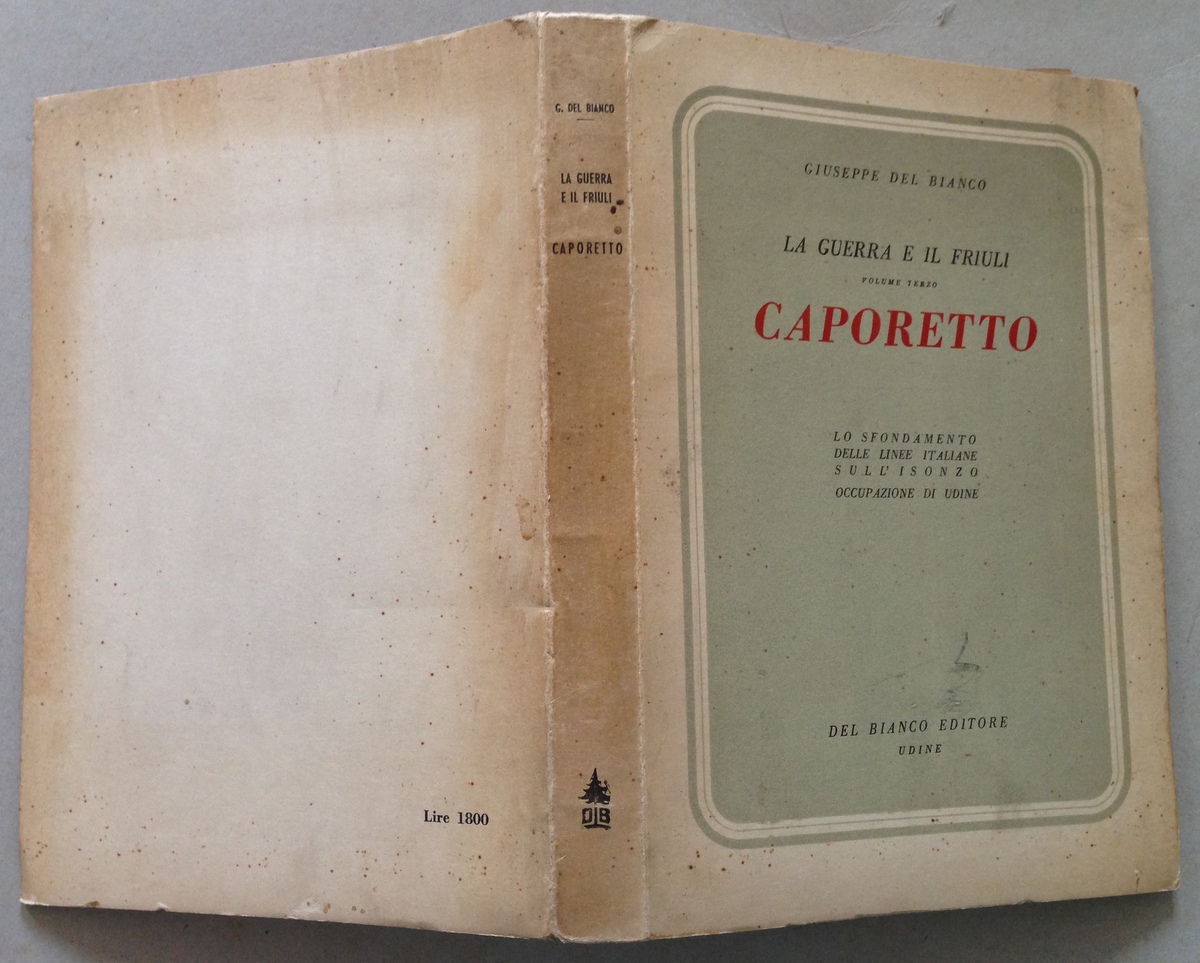 Lire 1800
G. DEL BIANCO
LA GUERRA
E IL FRIULI
CAPORETTO
DLB
GIUSEPPE DEL BIANCO
LA GUERRA E IL FRIULI
VOLUME TERZO
CAPORETTO
LO SFONDAMENTO
DELLE LINEE ITALIANE
SULL' ISONZO
OCCUPAZIONE DI UDINE
DEL BIANCO EDITORE
UDINE